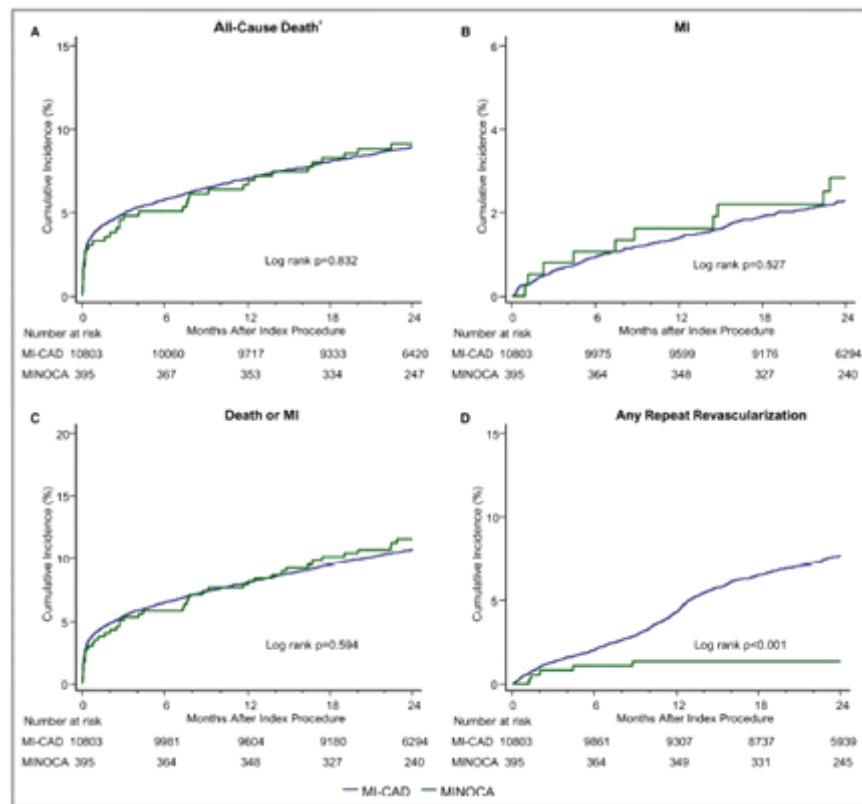 A All-Cause Death*
15
10
5
0
Cumulative Incidence (%)
Log rank p=0.832
0 6 12 18 24
Number at risk Months After Index Procedure
MI-CAD 10803 10060 9717 9333 6420
MINOCA 395 367 353 334 247
B MI
6
4
2
0
Cumulative Incidence (%)
Log rank p=0.527
0 6 12 18 24
Number at risk Months after Index Procedure
MI-CAD 10803 9975 9599 9176 6294
MINOCA 395 364 348 327 240
C Death or MI
20
15
10
5
0
Cumulative Incidence (%)
Log rank p=0.594
0 6 12 18 24
Number at risk Months After Index Procedure
MI-CAD 10803 9981 9604 9180 6294
MINOCA 395 364 348 327 240
D Any Repeat Revascularization
15
10
5
0
Cumulative Incidence (%)
Log rank p<0.001
0 6 12 18 24
Number at risk Months After Index Procedure
MI-CAD 10803 9861 9307 8737 5939
MINOCA 395 364 349 331 245
MI-CAD MINOCA